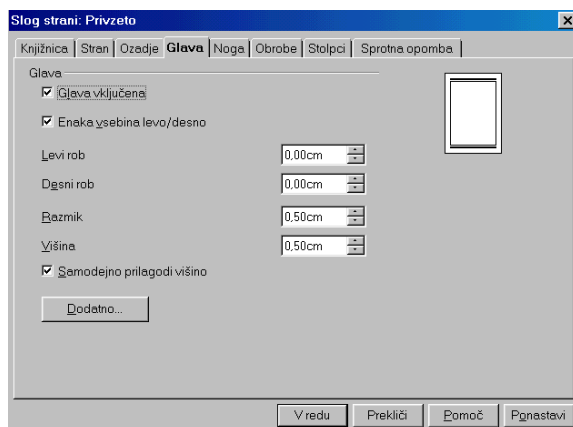 Slog strani: Privzeto
Knjižnica Stran Ozadje Glava Noga Obrobe Stolpci Sprotna opomba
Glava
Glava vključena
Enaka vsebina levo/desno
Levi rob 0,00cm
Desni rob 0,00cm
Razmik 0,50cm
Višina 0,50cm
Samodejno prilagodi višino
Dodatno...
V redu Prekliči Pomoč Ponastavi